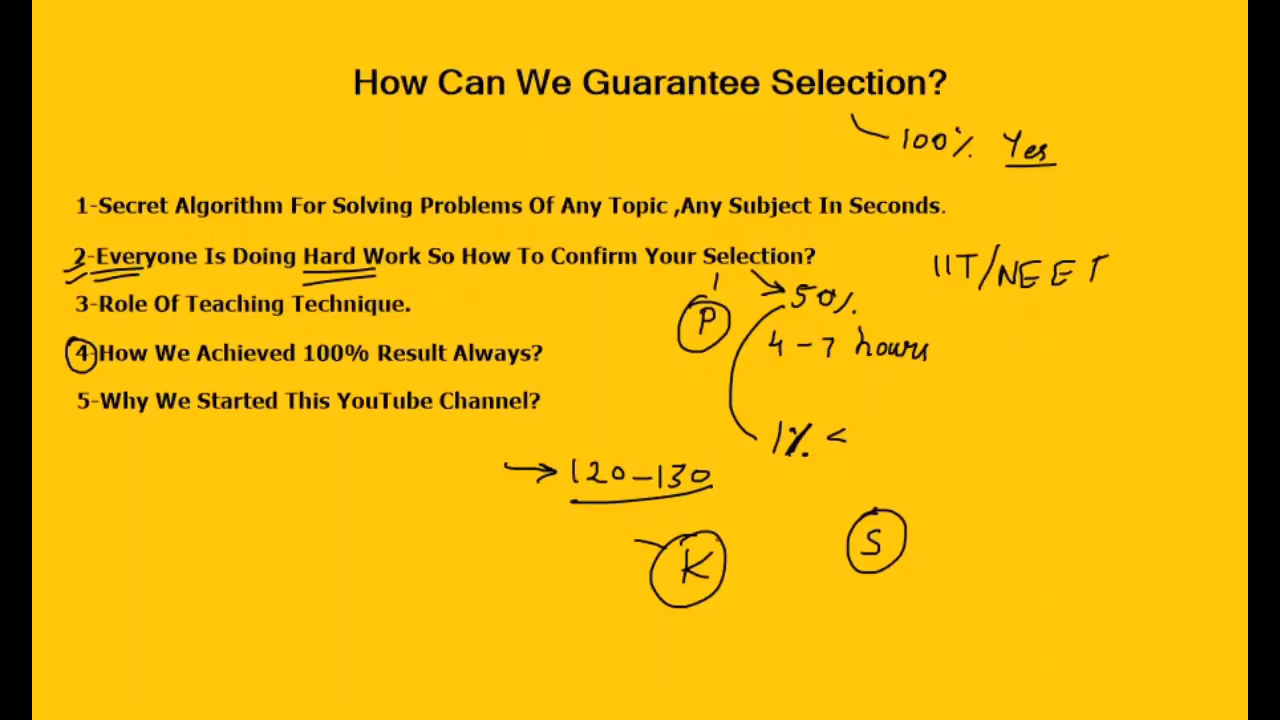 How Can We Guarantee Selection?
100% Yes
1-Secret Algorithm For Solving Problems Of Any Topic ,Any Subject In Seconds.
2-Everyone Is Doing Hard Work So How To Confirm Your Selection?
IIT/NEET
50%
3-Role Of Teaching Technique.
P
4-How We Achieved 100% Result Always?
4-7 hours
5-Why We Started This YouTube Channel?
1% <
120-130
K
S